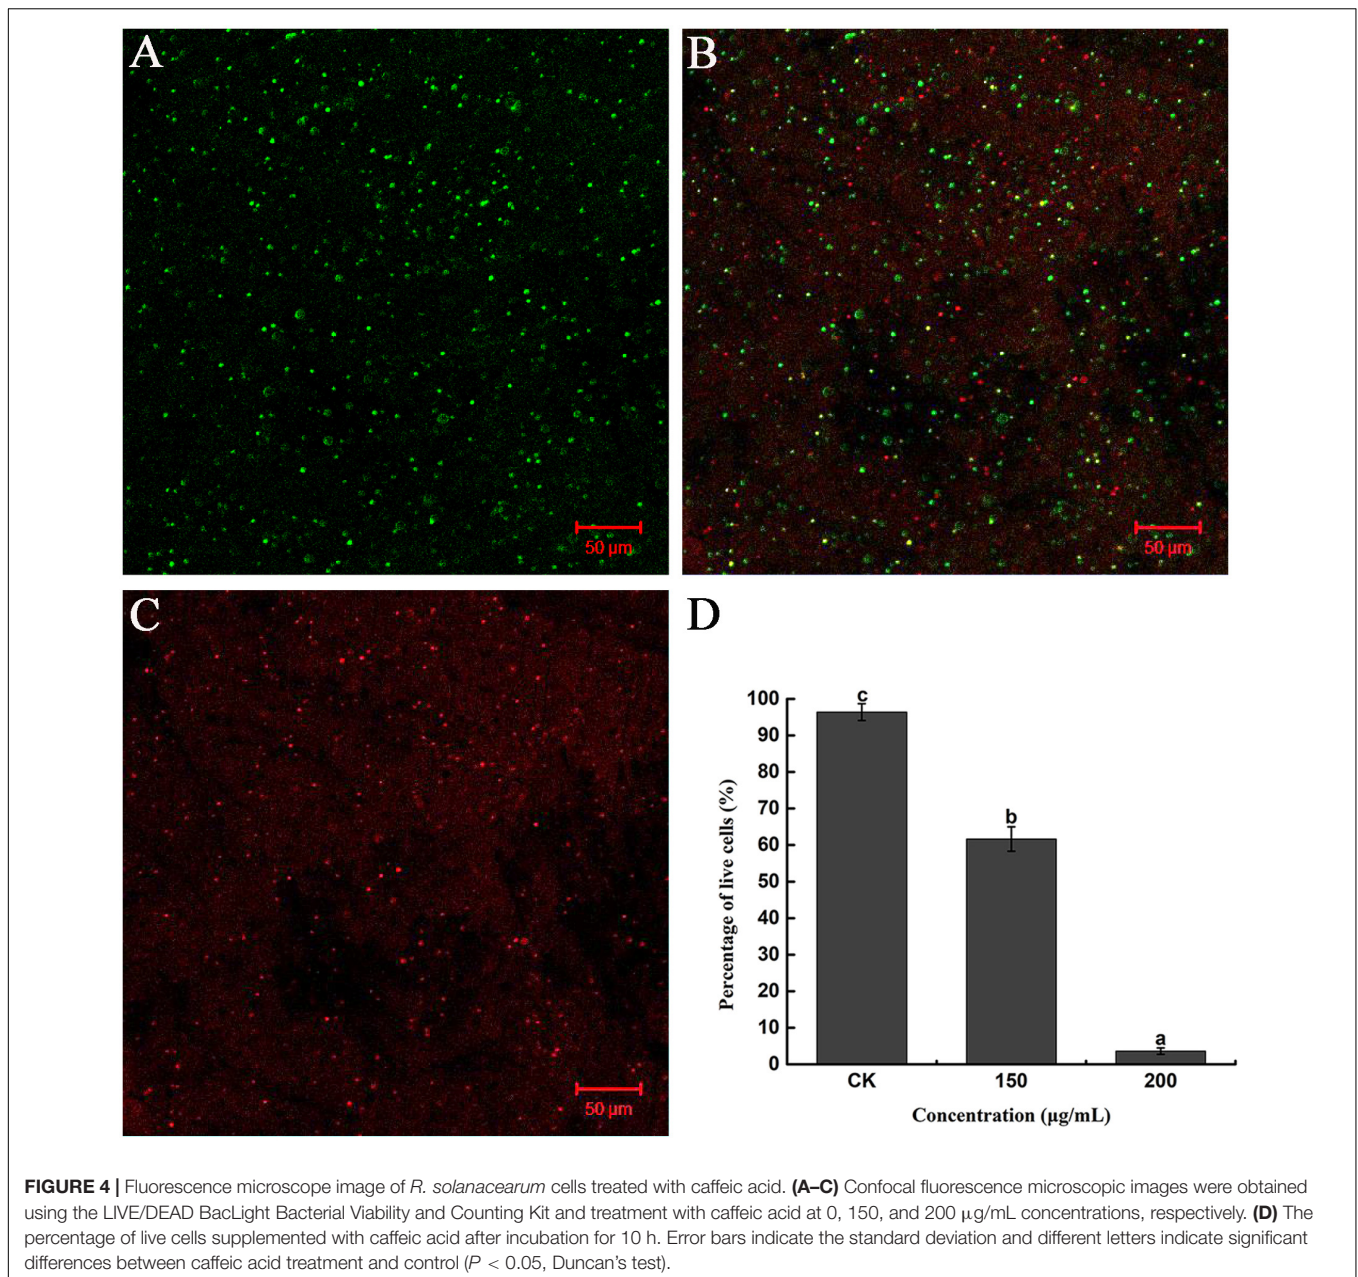 A
B
50 µm
50 µm
C
D
50 µm
Percentage of live cells (%)
100
90
80
70
60
50
40
30
20
10
0
c
b
a
CK 150 200
Concentration (µg/mL)
FIGURE 4 | Fluorescence microscope image of R. solanacearum cells treated with caffeic acid. (A–C) Confocal fluorescence microscopic images were obtained
using the LIVE/DEAD BacLight Bacterial Viability and Counting Kit and treatment with caffeic acid at 0, 150, and 200 µg/mL concentrations, respectively. (D) The
percentage of live cells supplemented with caffeic acid after incubation for 10 h. Error bars indicate the standard deviation and different letters indicate significant
differences between caffeic acid treatment and control (P < 0.05, Duncan's test).